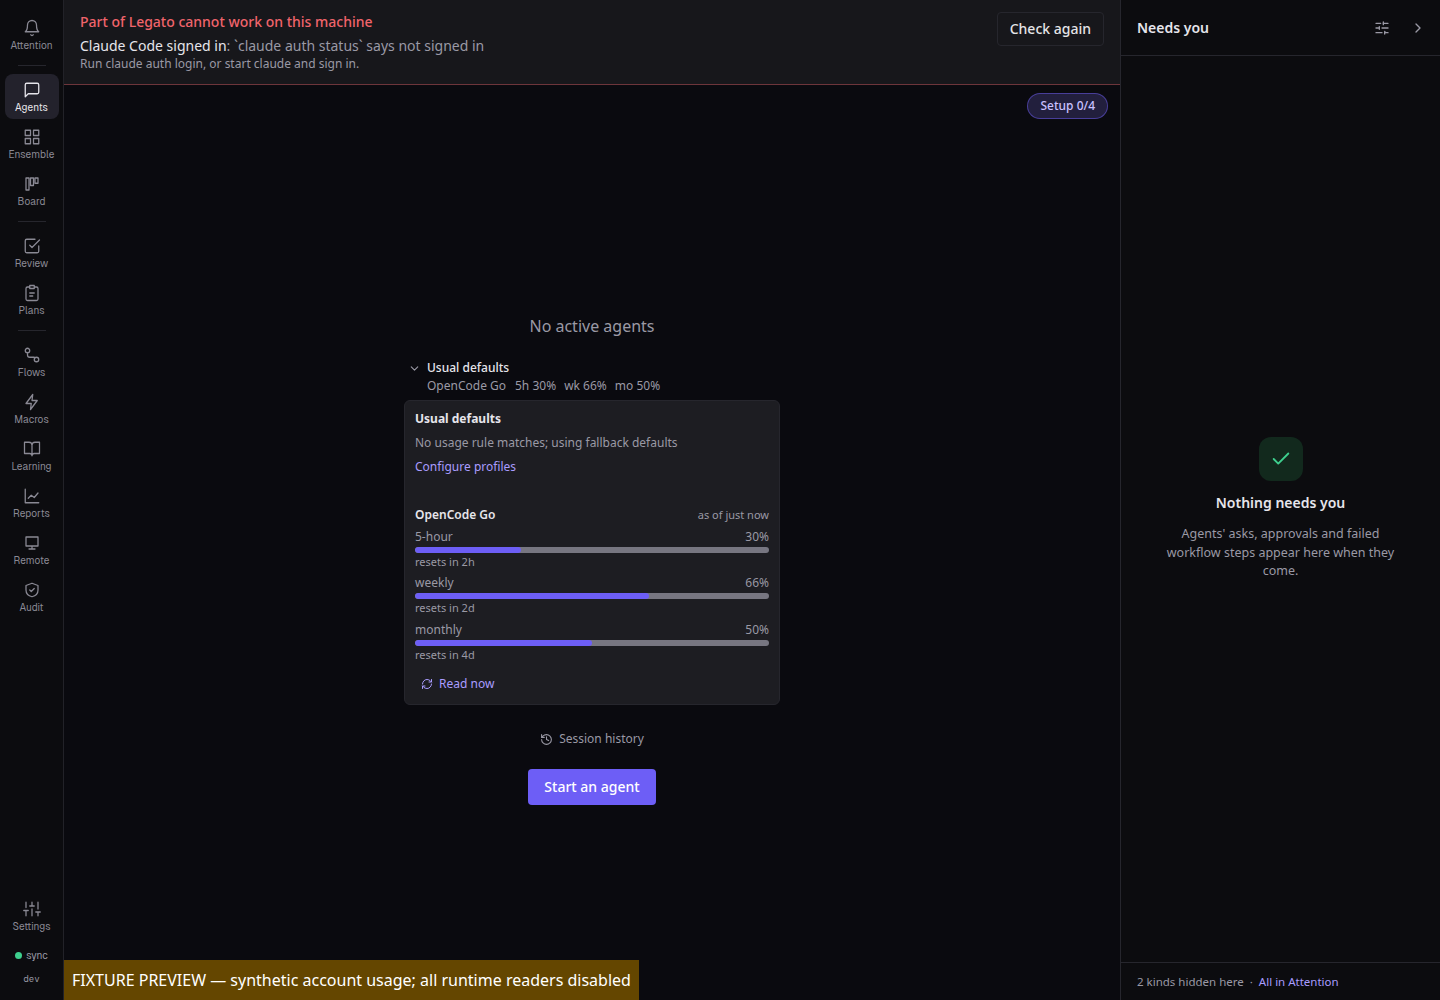 Attention
Agents
Ensemble
Board
Review
Plans
Flows
Macros
Learning
Reports
Remote
Audit
Settings
sync
dev
Part of Legato cannot work on this machine
Claude Code signed in: `claude auth status` says not signed in
Run claude auth login, or start claude and sign in.
Check again
Setup 0/4
No active agents
Usual defaults
OpenCode Go 5h 30% wk 66% mo 50%
Usual defaults
No usage rule matches; using fallback defaults
Configure profiles
OpenCode Go as of just now
5-hour 30%
resets in 2h
weekly 66%
resets in 2d
monthly 50%
resets in 4d
Read now
Session history
Start an agent
FIXTURE PREVIEW — synthetic account usage; all runtime readers disabled
Needs you
Nothing needs you
Agents' asks, approvals and failed
workflow steps appear here when they
come.
2 kinds hidden here · All in Attention